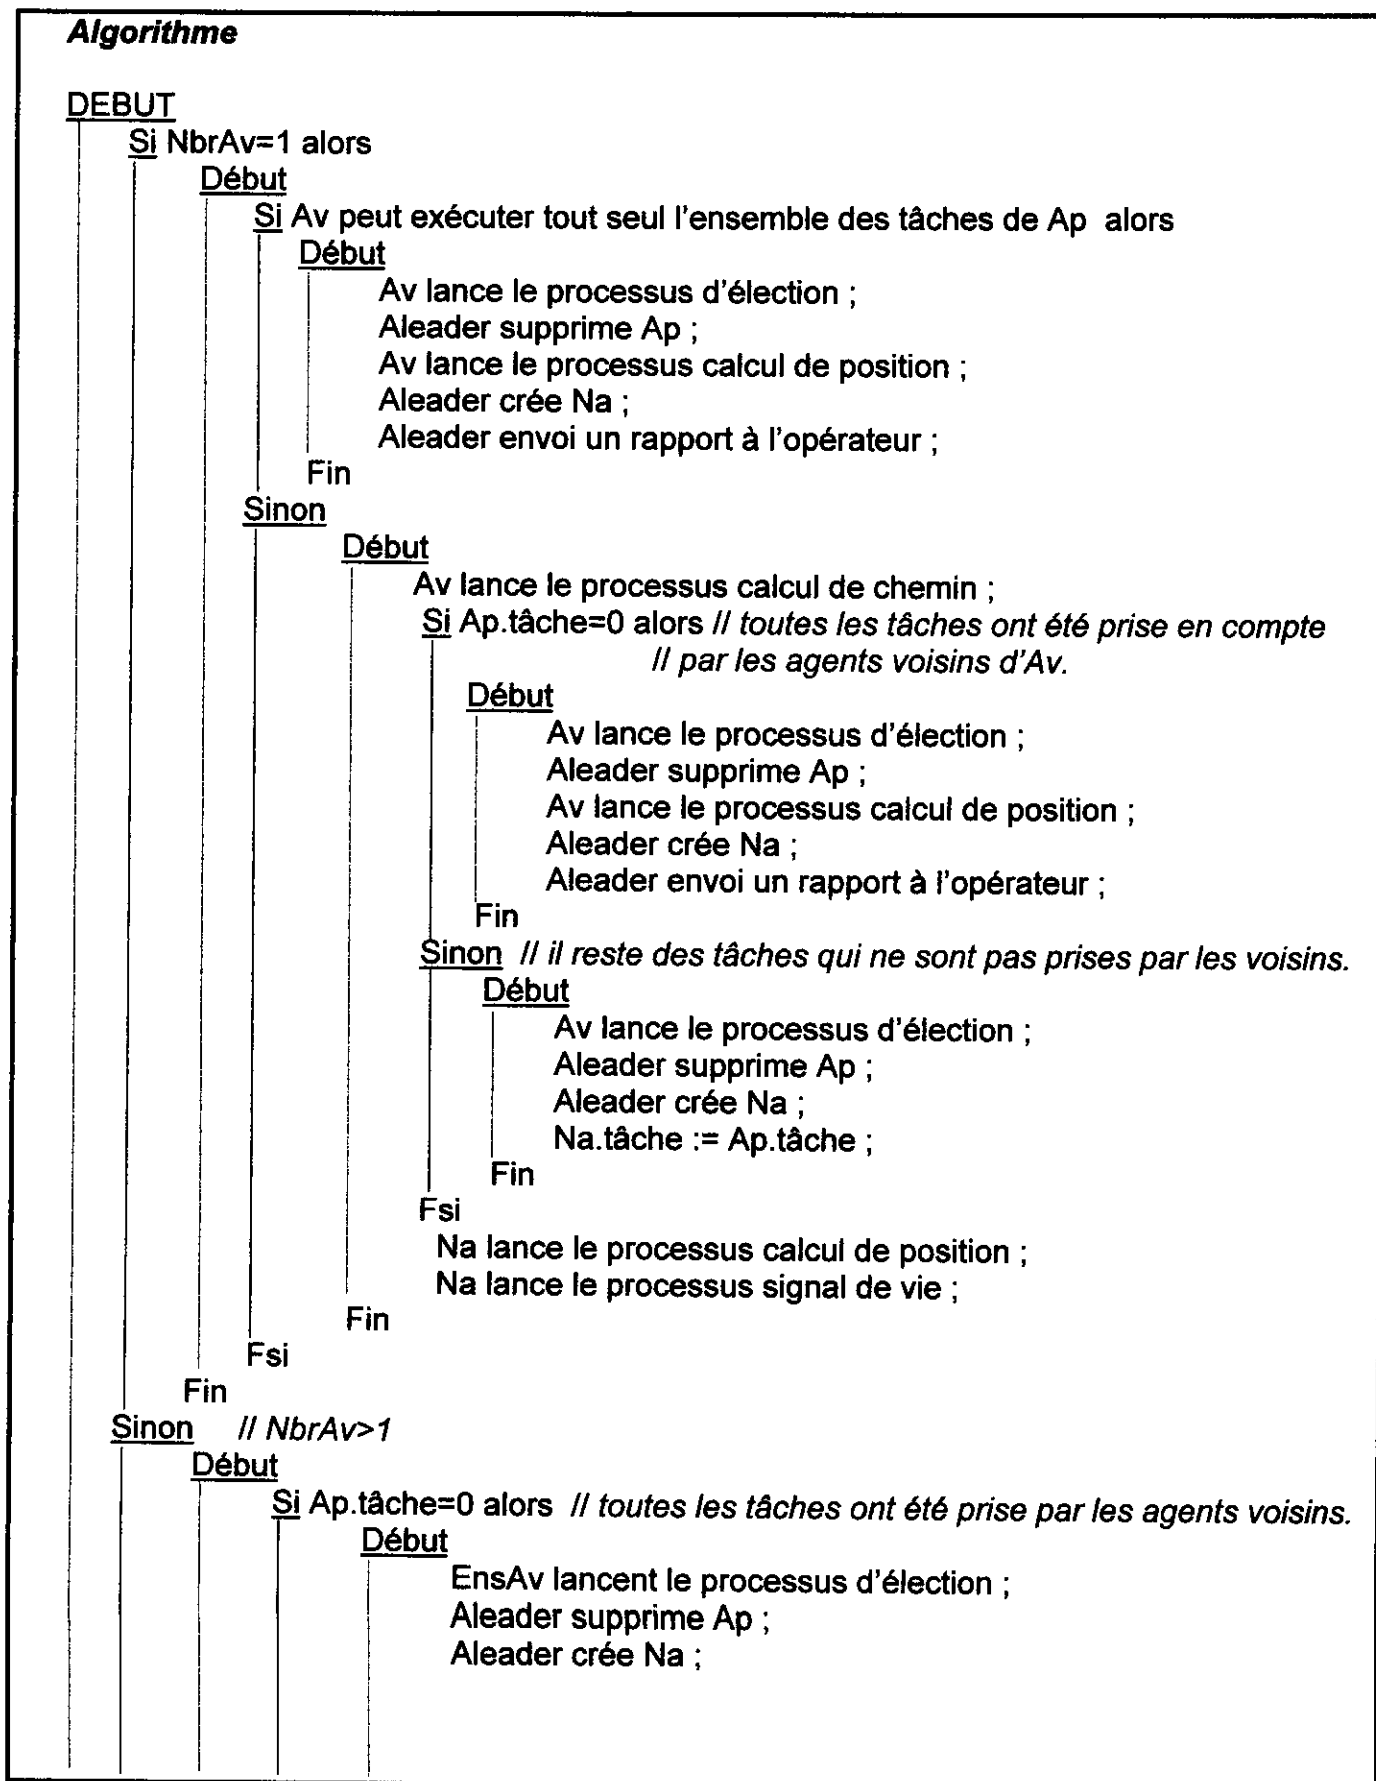 Algorithme
DEBUT
Si NbrAv=1 alors
Début
Si Av peut exécuter tout seul l'ensemble des tâches de Ap alors
Début
Av lance le processus d'élection ;
Aleader supprime Ap ;
Av lance le processus calcul de position ;
Aleader crée Na ;
Aleader envoi un rapport à l'opérateur ;
Fin
Sinon
Début
Av lance le processus calcul de chemin ;
Si Ap.tâche=0 alors // toutes les tâches ont été prise en compte
// par les agents voisins d'Av.
Début
Av lance le processus d'élection ;
Aleader supprime Ap ;
Av lance le processus calcul de position ;
Aleader crée Na ;
Aleader envoi un rapport à l'opérateur ;
Fin
Sinon // il reste des tâches qui ne sont pas prises par les voisins.
Début
Av lance le processus d'élection ;
Aleader supprime Ap ;
Aleader crée Na ;
Na.tâche := Ap.tâche ;
Fin
Fsi
Na lance le processus calcul de position ;
Na lance le processus signal de vie ;
Fin
Fsi
Fin
Sinon // NbrAv>1
Début
Si Ap.tâche=0 alors // toutes les tâches ont été prise par les agents voisins.
Début
EnsAv lancent le processus d'élection ;
Aleader supprime Ap ;
Aleader crée Na ;